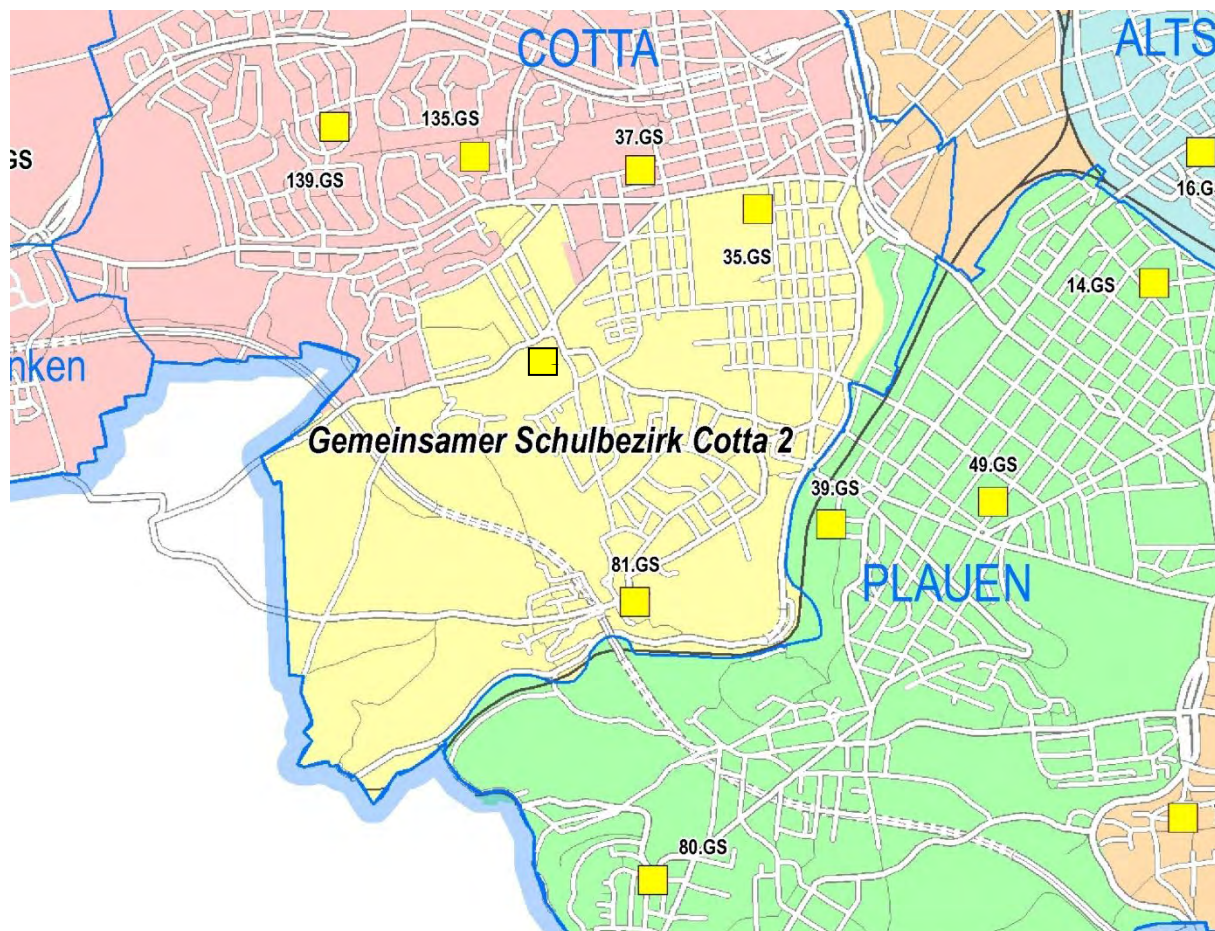 COTTA
ALTS
135.GS
37.GS
GS
139.GS
16.G
35.GS
14.GS
nken
Gemeinsamer Schulbezirk Cotta 2
49.GS
39.GS
81.GS
PLAUEN
80.GS